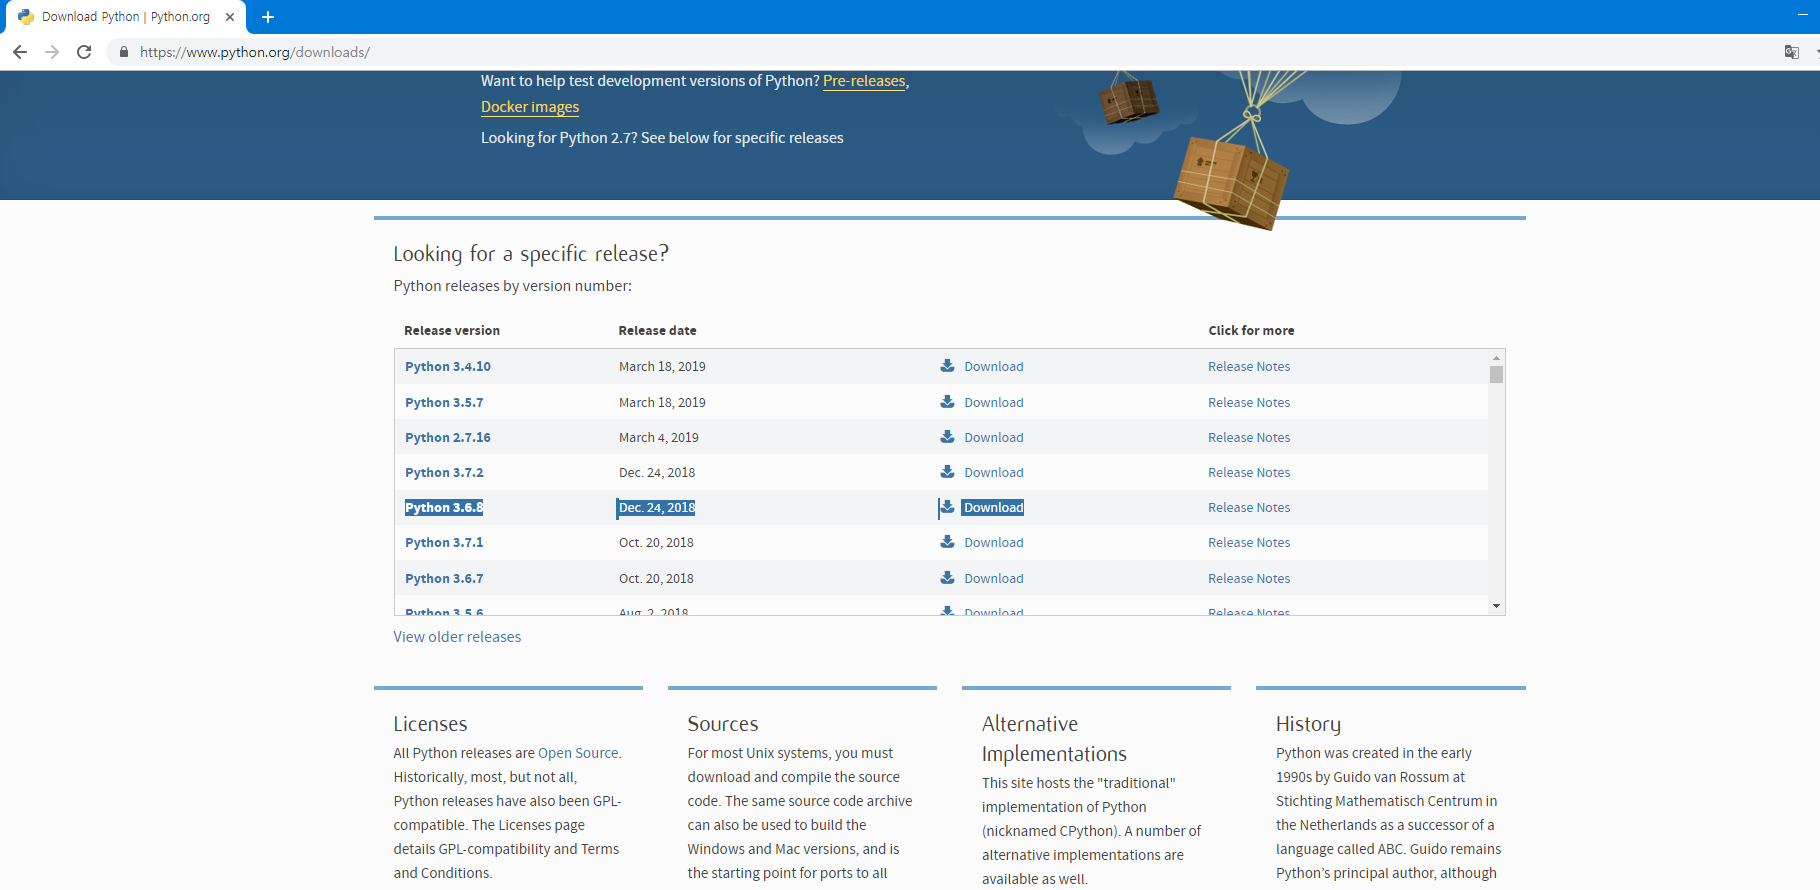 Download Python | Python.org
https://www.python.org/downloads/
Want to help test development versions of Python? Pre-releases,
Docker images
Looking for Python 2.7? See below for specific releases
Looking for a specific release?
Python releases by version number:
Release version Release date Click for more
Python 3.4.10 March 18, 2019 Download Release Notes
Python 3.5.7 March 18, 2019 Download Release Notes
Python 2.7.16 March 4, 2019 Download Release Notes
Python 3.7.2 Dec. 24, 2018 Download Release Notes
Python 3.6.8 Dec. 24, 2018 Download Release Notes
Python 3.7.1 Oct. 20, 2018 Download Release Notes
Python 3.6.7 Oct. 20, 2018 Download Release Notes
Python 3.5.6 Aug. 2, 2018 Download Release Notes
View older releases
Licenses
All Python releases are Open Source.
Historically, most, but not all,
Python releases have also been GPL-
compatible. The Licenses page
details GPL-compatibility and Terms
and Conditions.
Sources
For most Unix systems, you must
download and compile the source
code. The same source code archive
can also be used to build the
Windows and Mac versions, and is
the starting point for ports to all
Alternative
Implementations
This site hosts the "traditional"
implementation of Python
(nicknamed CPython). A number of
alternative implementations are
available as well.
History
Python was created in the early
1990s by Guido van Rossum at
Stichting Mathematisch Centrum in
the Netherlands as a successor of a
language called ABC. Guido remains
Python’s principal author, although